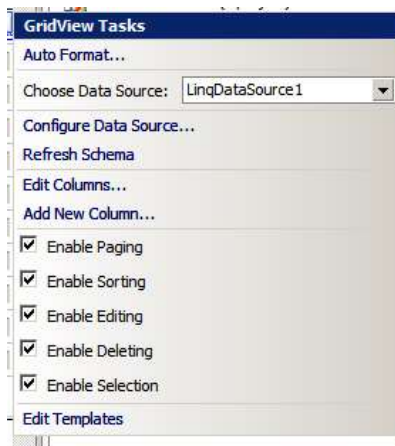 GridView Tasks
Auto Format...
Choose Data Source: LinqDataSource1
Configure Data Source...
Refresh Schema
Edit Columns...
Add New Column...
Enable Paging
Enable Sorting
Enable Editing
Enable Deleting
Enable Selection
Edit Templates